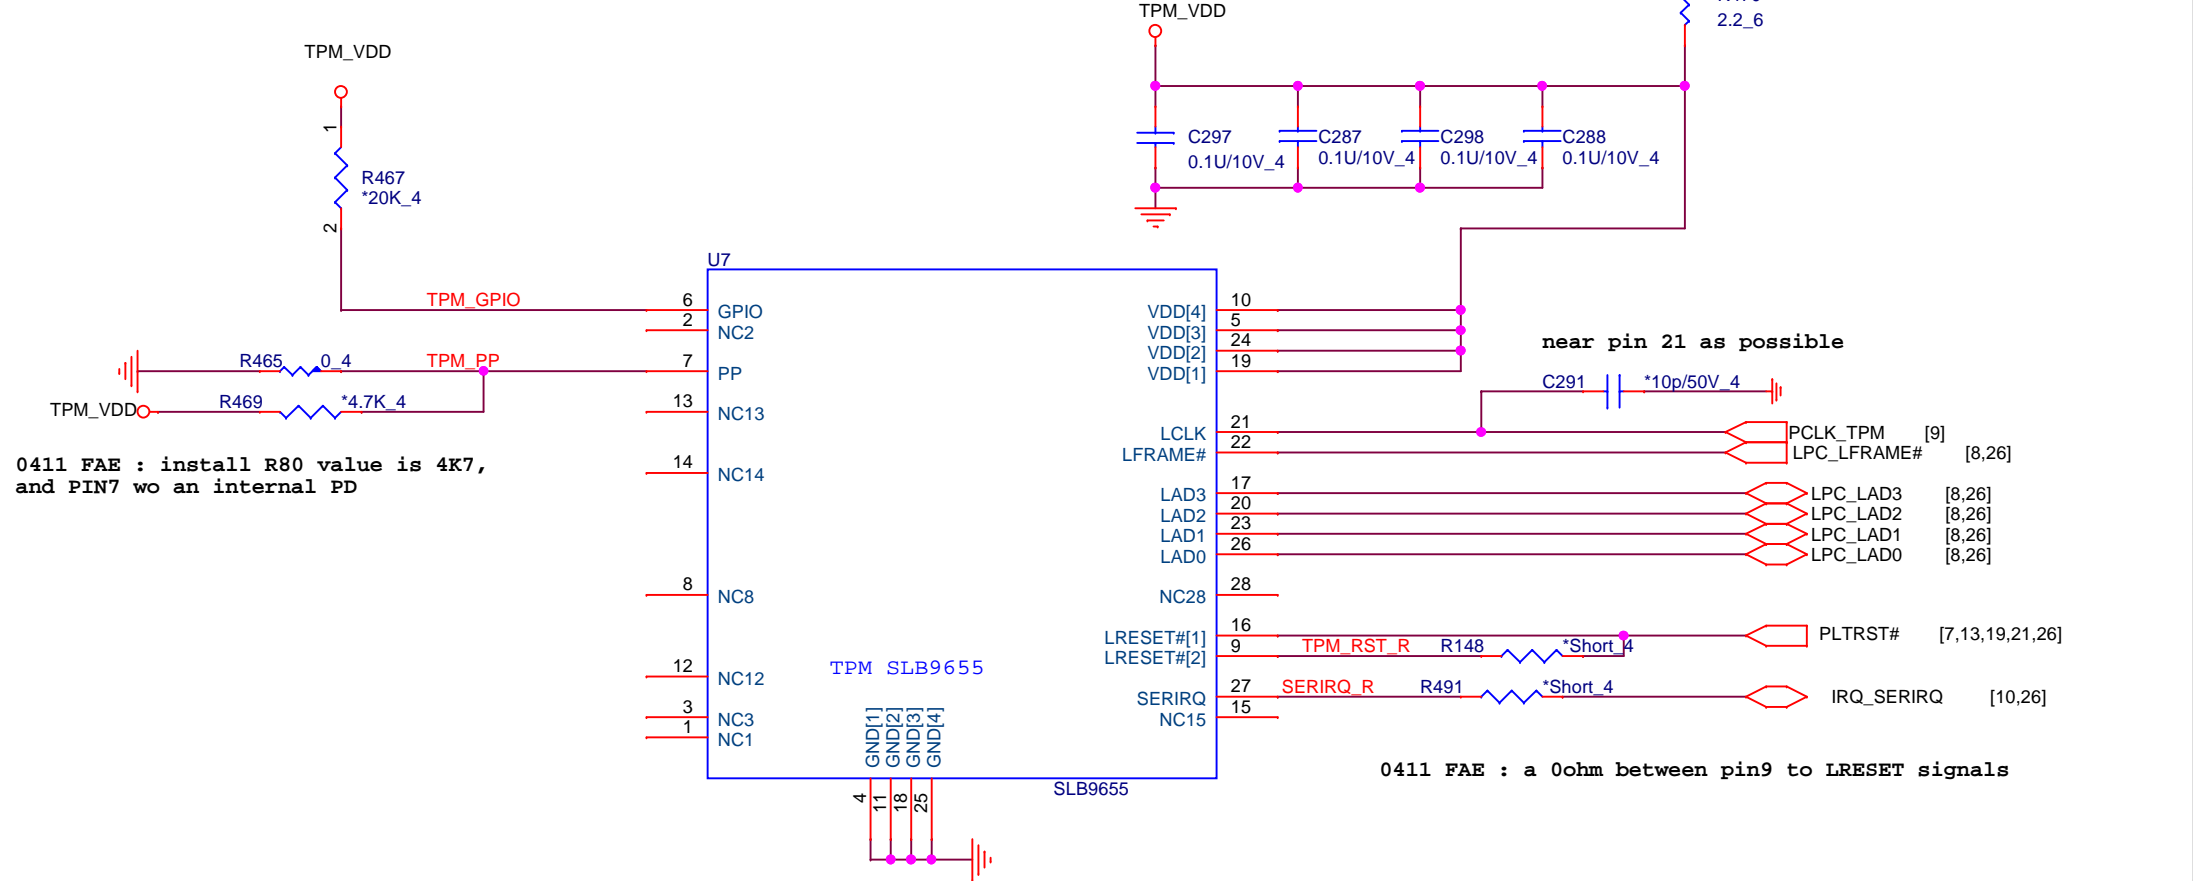 TPM_VDD
2.2_6
TPM_VDD
1
R467
*20K_4
2
C297
0.1U/10V_4
C287
0.1U/10V_4
C298
0.1U/10V_4
C288
0.1U/10V_4
U7
TPM_GPIO
6
GPIO
2
NC2
R465
0_4
TPM_PP
7
PP
TPM_VDD
R469
*4.7K_4
13
NC13
0411 FAE : install R80 value is 4K7,
and PIN7 wo an internal PD
14
NC14
8
NC8
12
NC12
3
NC3
1
NC1
TPM SLB9655
GND[1]
GND[2]
GND[3]
GND[4]
4
11
18
25
SLB9655
VDD[4]
10
VDD[3]
5
VDD[2]
24
VDD[1]
19
near pin 21 as possible
C291
*10p/50V_4
LCLK
21
PCLK_TPM [9]
LFRAME#
22
LPC_LFRAME# [8,26]
LAD3
17
LPC_LAD3 [8,26]
LAD2
20
LPC_LAD2 [8,26]
LAD1
23
LPC_LAD1 [8,26]
LAD0
26
LPC_LAD0 [8,26]
NC28
28
LRESET#[1]
16
PLTRST# [7,13,19,21,26]
LRESET#[2]
9
TPM_RST_R
R148
*Short_4
SERIRQ
27
SERIRQ_R
R491
*Short_4
IRQ_SERIRQ [10,26]
NC15
15
0411 FAE : a 0ohm between pin9 to LRESET signals